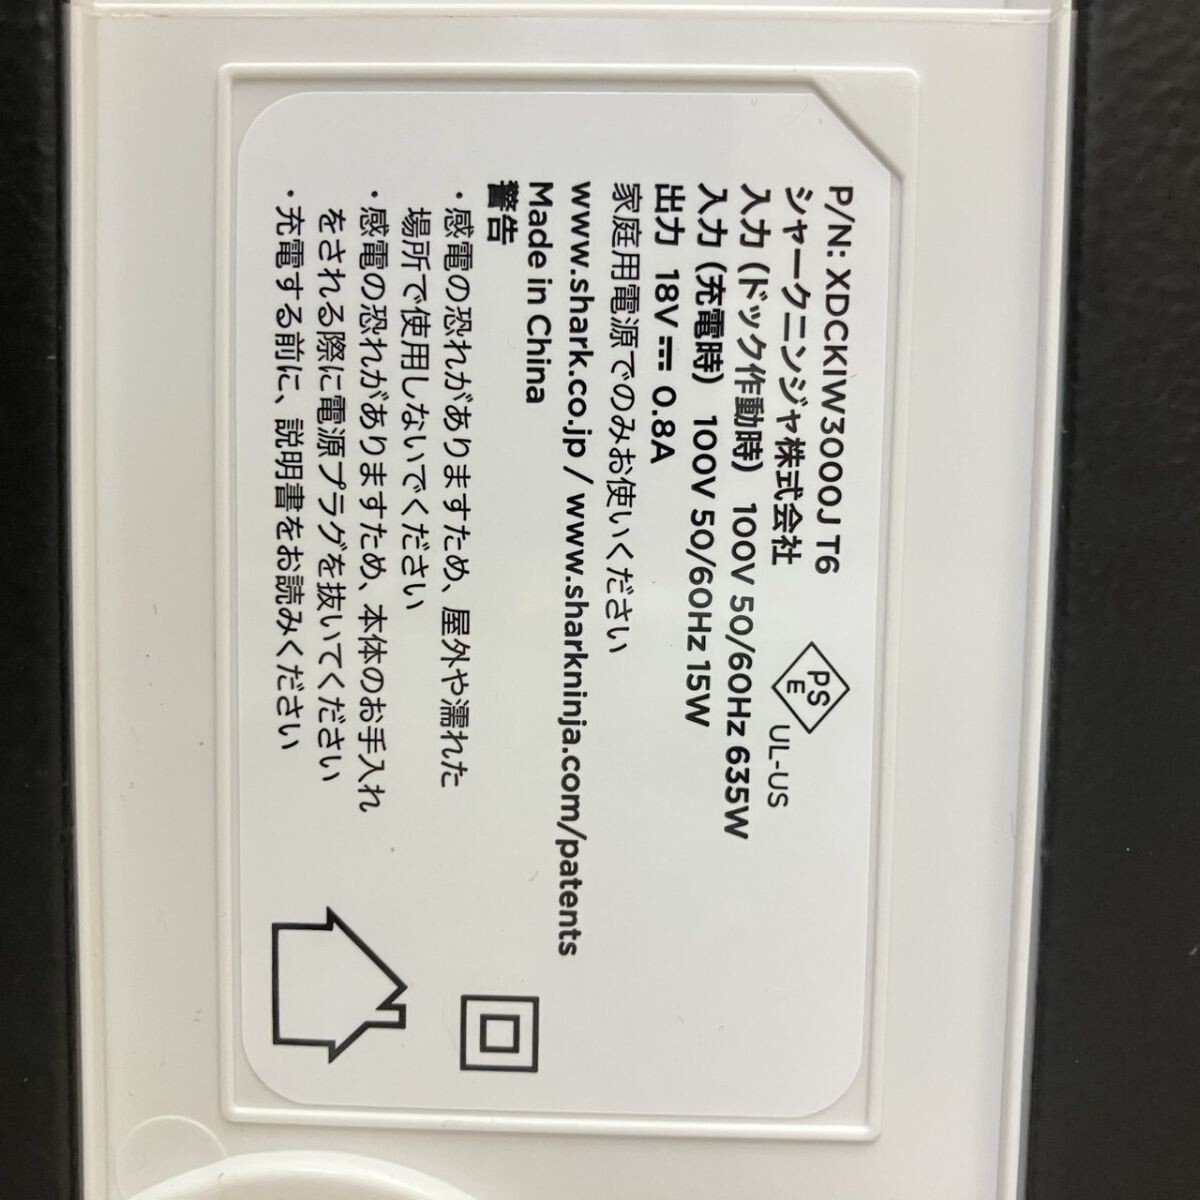 P/N: XDCKIW3000J T6
シャークニンジャ株式会社
PS
E
UL-US
入力（ドック作動時） 100V 50/60Hz 635W
入力（充電時） 100V 50/60Hz 15W
出力 18V⎓0.8A
家庭用電源でのみお使いください
www.shark.co.jp / www.sharkninja.com/patents
Made in China
警告
・感電の恐れがありますため、屋外や濡れた
場所で使用しないでください
・感電の恐れがありますため、本体のお手入れ
をされる際に電源プラグを抜いてください
・充電する前に、説明書をお読みください